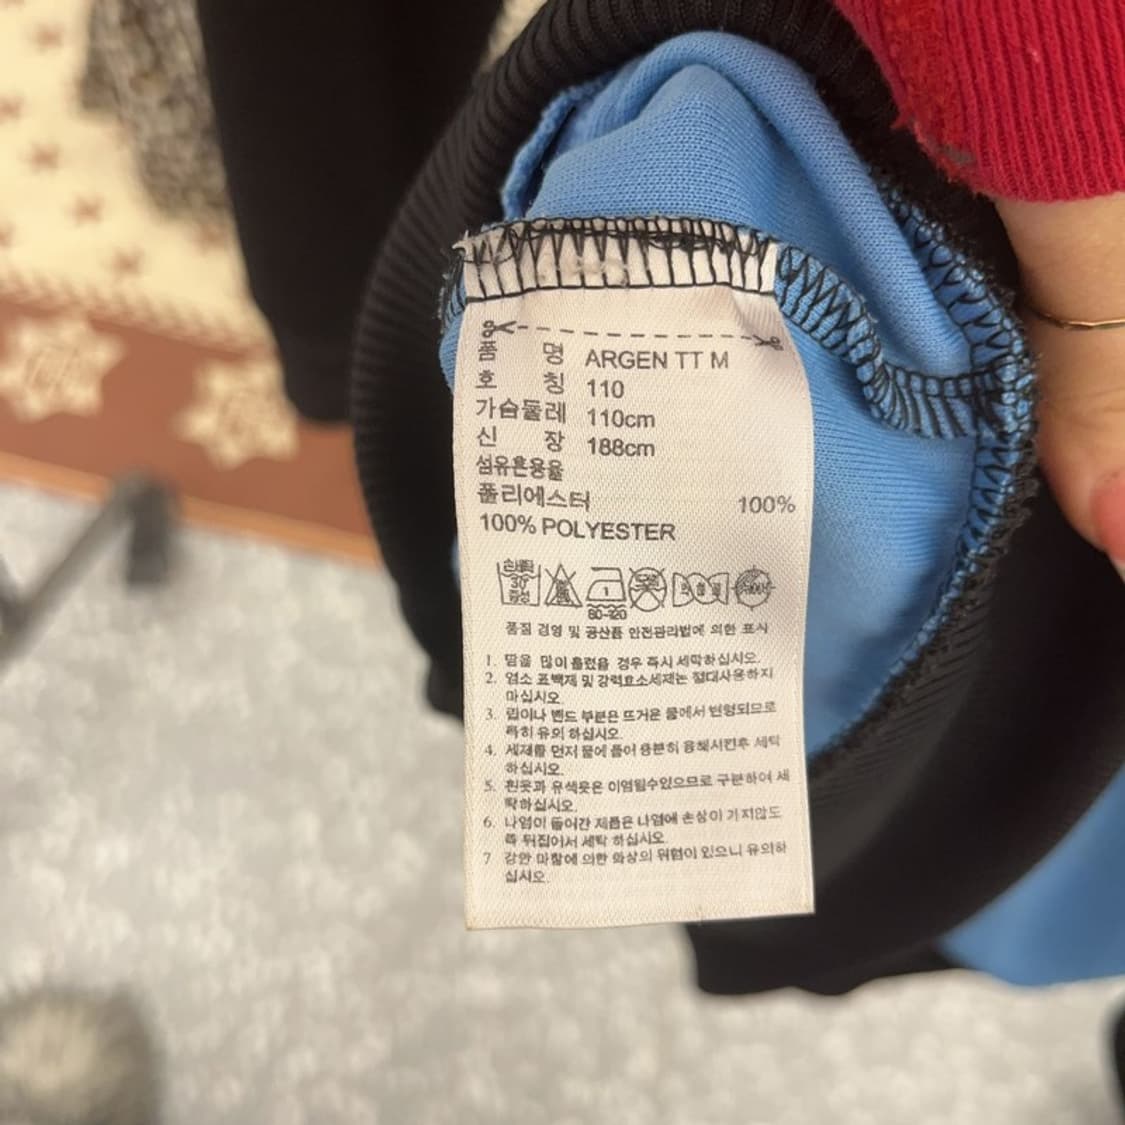 품 명 ARGEN TT M
호 칭 110
가슴둘레 110cm
신 장 188cm
섬유혼용율
폴리에스터 100%
100% POLYESTER
손세탁
30°
중성
1
80-120
품질 경영 및 공산품 안전관리법에 의한 표시
1. 땀을 많이 흘렸을 경우 즉시 세탁하십시오.
2. 염소 표백제 및 강력효소세제는 절대사용하지
마십시오.
3. 립이나 밴드 부분은 뜨거운 물에서 변형되므로
특히 유의 하십시오.
4. 세제를 먼저 물에 풀어 충분히 용해시킨후 세탁
하십시오.
5. 흰옷과 유색옷은 이염될수있으므로 구분하여 세
탁하십시오.
6. 나염이 들어간 제품은 나염에 손상이 가지않도
록 뒤집어서 세탁 하십시오.
7 강한 마찰에 의한 화상의 위험이 있으니 유의하
십시오.